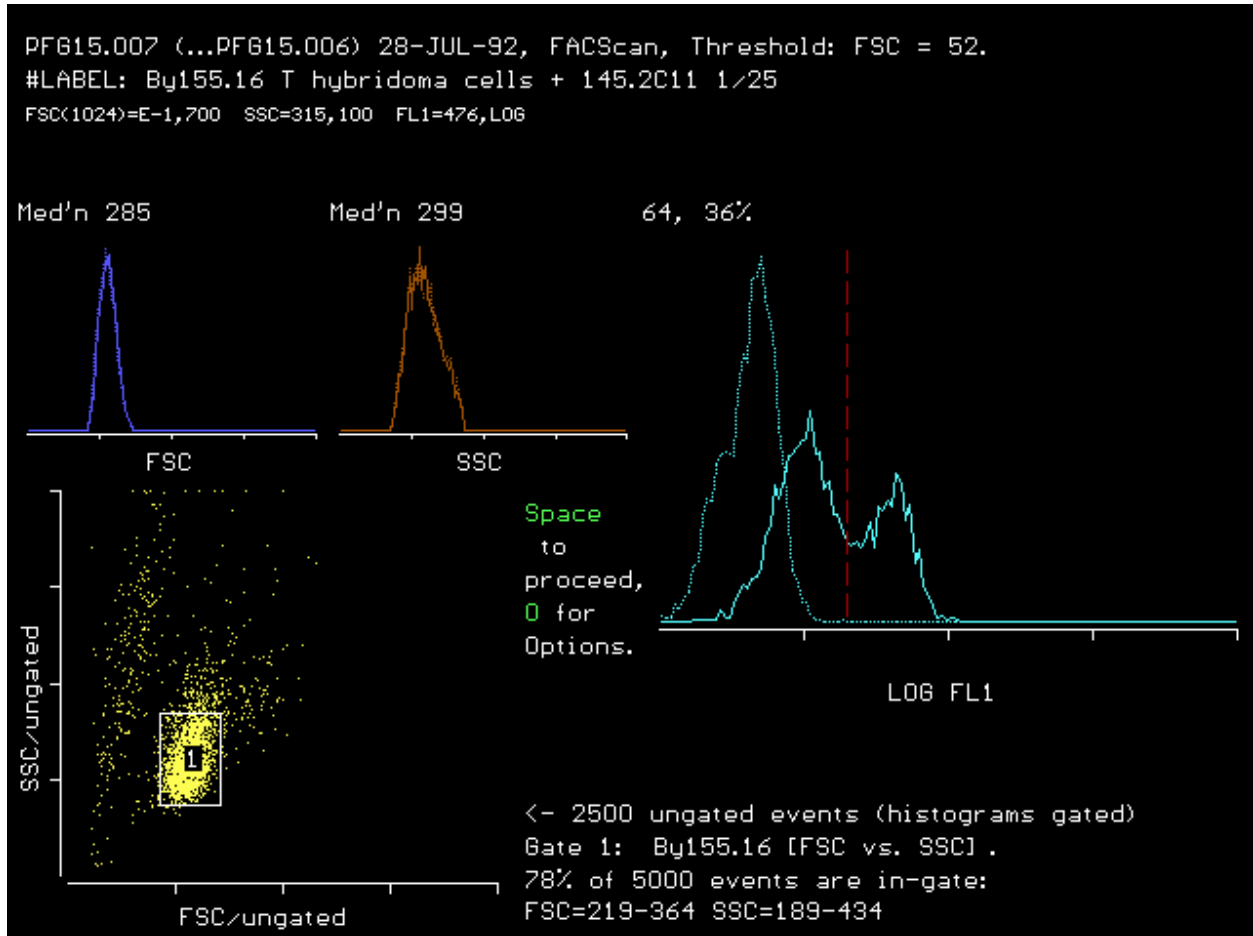 PFG15.007 (...PFG15.006) 28-JUL-92, FACScan, Threshold: FSC = 52.
#LABEL: By155.16 T hybridoma cells + 145.2C11 1/25
FSC(1024)=E-1,700 SSC=315,100 FL1=476,LOG
Med'n 285
Med'n 299
64, 36%
FSC
SSC
LOG FL1
SSC/ungated
1
FSC/ungated
Space
to
proceed,
O for
Options.
<- 2500 ungated events (histograms gated)
Gate 1: By155.16 [FSC vs. SSC] .
78% of 5000 events are in-gate:
FSC=219-364 SSC=189-434